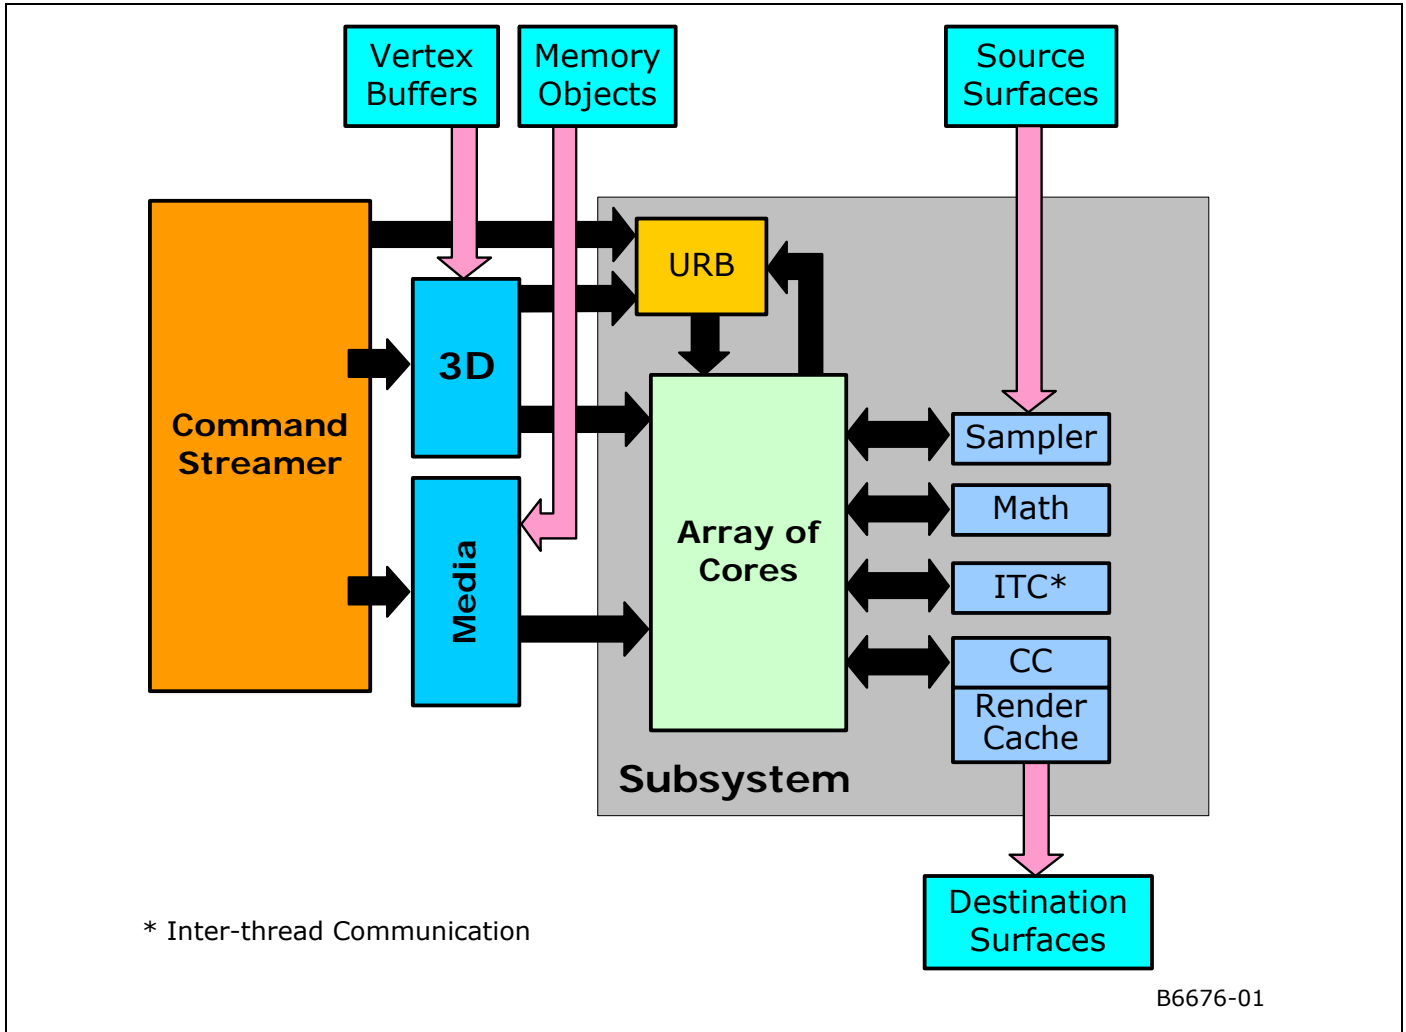 Vertex
Buffers
Memory
Objects
Source
Surfaces
URB
3D
Command
Streamer
Sampler
Math
Array of
Cores
Media
ITC*
CC
Render
Cache
Subsystem
Destination
Surfaces
* Inter-thread Communication
B6676-01